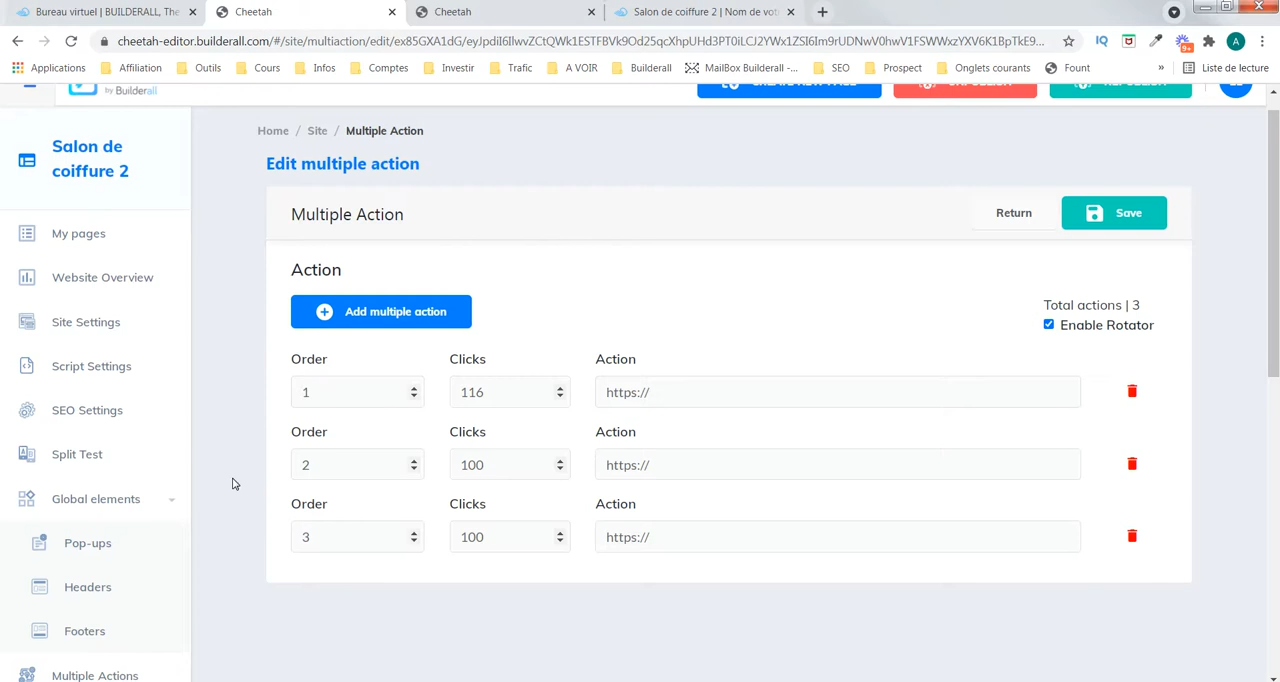 Bureau virtuel | BUILDERALL, The
Cheetah
Cheetah
Salon de coiffure 2 | Nom de vot
cheetah-editor.builderall.com/#/site/multiaction/edit/ex85GXA1dG/eyJpdiI6IlwvZCtQWk1ESTFBVk9Od25qcXhpUHd3PT0iLCJ2YWx1ZSI6Im9rUDNwV0hwV1FSWWxzYXV6K1BpTkE9...
9+
A
Applications
Affiliation
Outils
Cours
Infos
Comptes
Investir
Trafic
A VOIR
Builderall
MailBox Builderall -...
SEO
Prospect
Onglets courants
Fount
»
Liste de lecture
by Builderall
Home / Site / Multiple Action
Salon de
coiffure 2
Edit multiple action
Multiple Action
Return
Save
My pages
Website Overview
Site Settings
Script Settings
SEO Settings
Split Test
Global elements
Pop-ups
Headers
Footers
Multiple Actions
Action
Add multiple action
Total actions | 3
Enable Rotator
Order Clicks Action
1 116 https://
Order Clicks Action
2 100 https://
Order Clicks Action
3 100 https://